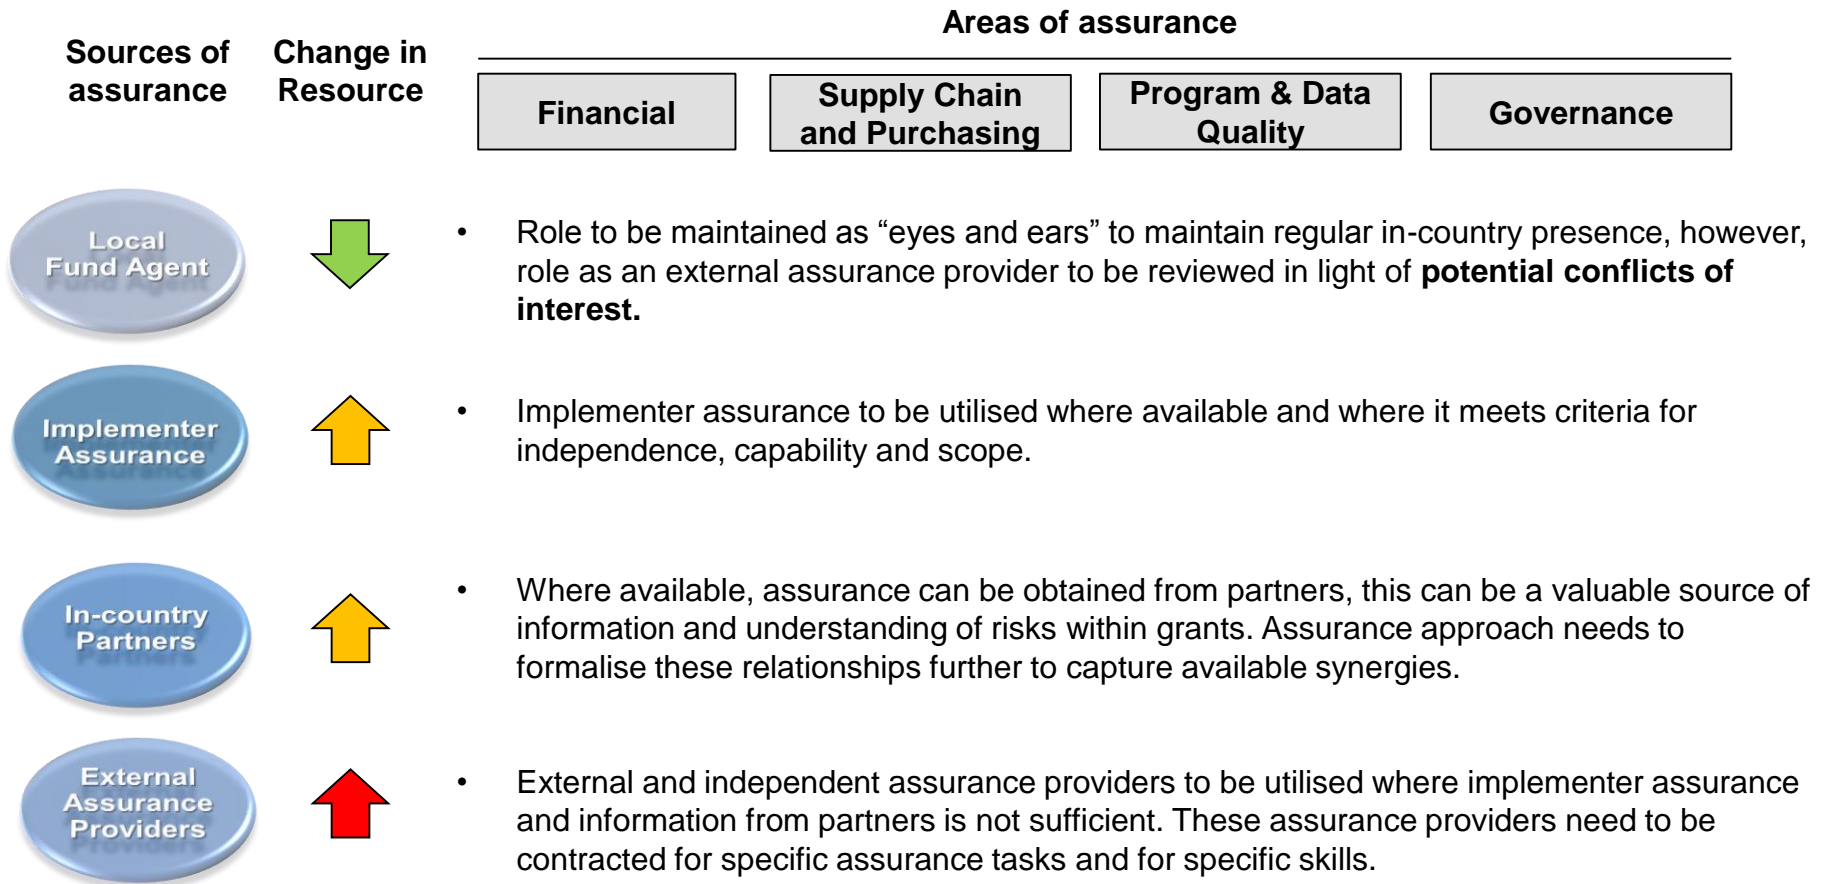 Areas of assurance
Sources of
assurance
Change in
Resource
Financial
Supply Chain
and Purchasing
Program & Data
Quality
Governance
Local
Fund Agent
• Role to be maintained as “eyes and ears” to maintain regular in-country presence, however,
role as an external assurance provider to be reviewed in light of potential conflicts of
interest.
Implementer
Assurance
• Implementer assurance to be utilised where available and where it meets criteria for
independence, capability and scope.
In-country
Partners
• Where available, assurance can be obtained from partners, this can be a valuable source of
information and understanding of risks within grants. Assurance approach needs to
formalise these relationships further to capture available synergies.
External
Assurance
Providers
• External and independent assurance providers to be utilised where implementer assurance
and information from partners is not sufficient. These assurance providers need to be
contracted for specific assurance tasks and for specific skills.